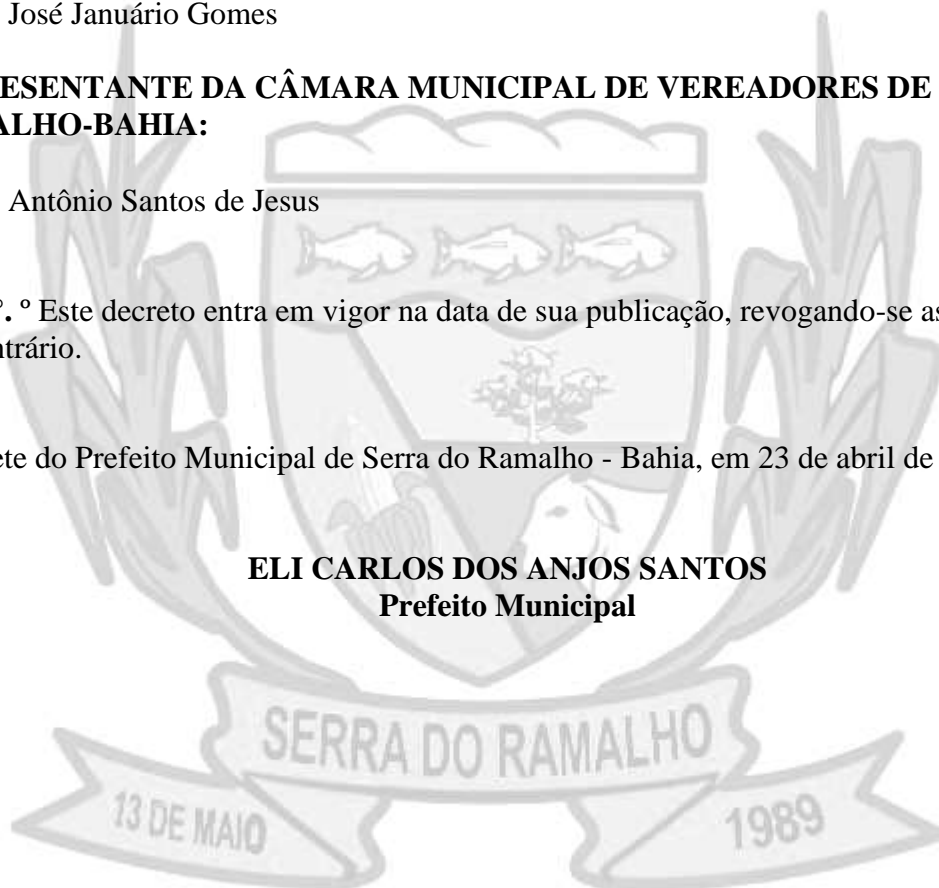 José Januário Gomes
ESENTANTE DA CÂMARA MUNICIPAL DE VEREADORES DE
ALHO-BAHIA:
Antônio Santos de Jesus
°. º Este decreto entra em vigor na data de sua publicação, revogando-se as
ntrário.
ete do Prefeito Municipal de Serra do Ramalho - Bahia, em 23 de abril de
ELI CARLOS DOS ANJOS SANTOS
Prefeito Municipal
SERRA DO RAMALHO
13 DE MAIO
1989